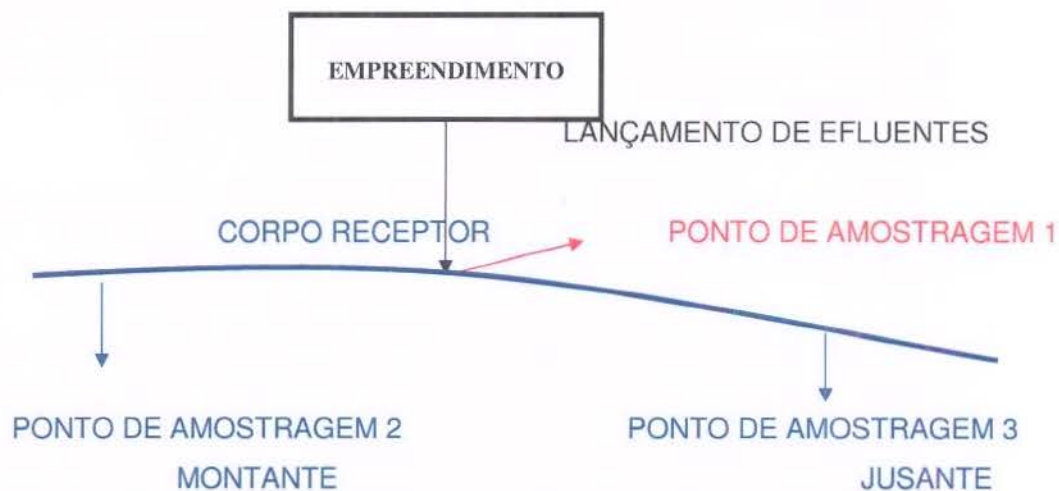 EMPREENDIMENTO
LANÇAMENTO DE EFLUENTES
CORPO RECEPTOR
PONTO DE AMOSTRAGEM 1
PONTO DE AMOSTRAGEM 2
MONTANTE
PONTO DE AMOSTRAGEM 3
JUSANTE